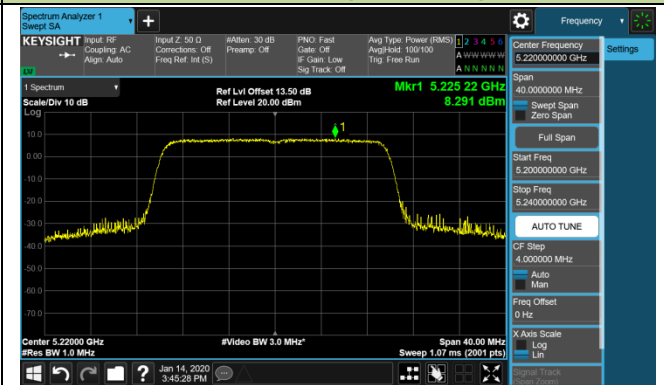 Spectrum Analyzer 1
Swept SA
+
Frequency
KEYSIGHT
Input: RF
Coupling: AC
Align: Auto
Input Z: 50 Ω
Corrections: Off
Freq Ref: Int (S)
#Atten: 30 dB
Preamp: Off
PNO: Fast
Gate: Off
IF Gain: Low
Sig Track: Off
Avg Type: Power (RMS)
Avg|Hold: 100/100
Trig: Free Run
1 2 3 4 5 6
A W W W W W
A N N N N N
LXI
1 Spectrum
Scale/Div 10 dB
Log
Ref Lvl Offset 13.50 dB
Ref Level 20.00 dBm
Mkr1 5.225 22 GHz
8.291 dBm
1
10.0
0.00
-10.0
-20.0
-30.0
-40.0
-50.0
-60.0
-70.0
Center 5.22000 GHz
#Res BW 1.0 MHz
#Video BW 3.0 MHz*
Span 40.00 MHz
Sweep 1.07 ms (2001 pts)
Jan 14, 2020
3:45:28 PM
?
Center Frequency
5.220000000 GHz
Settings
Span
40.0000000 MHz
Swept Span
Zero Span
Full Span
Start Freq
5.200000000 GHz
Stop Freq
5.240000000 GHz
AUTO TUNE
CF Step
4.000000 MHz
Auto
Man
Freq Offset
0 Hz
X Axis Scale
Log
Lin
Signal Track
(Span Zoom)